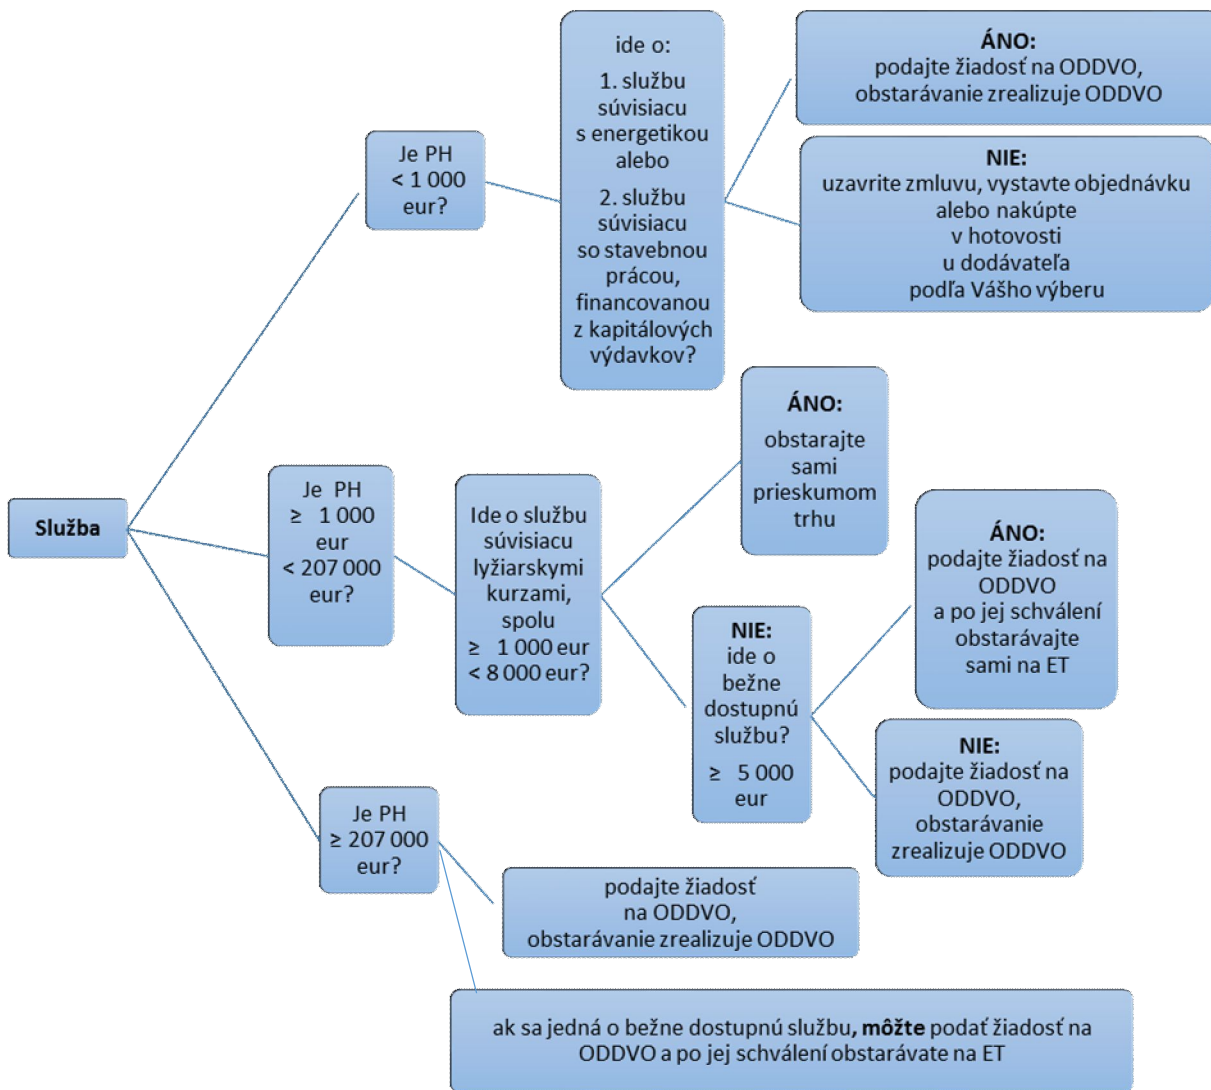 Služba
Je PH
< 1 000
eur?
ide o:
1. službu
súvisiacu
s energetikou
alebo
2. službu
súvisiacu
so stavebnou
prácou,
financovanou
z kapitálových
výdavkov?
ÁNO:
podajte žiadosť na ODDVO,
obstarávanie zrealizuje ODDVO
NIE:
uzavrite zmluvu, vystavte objednávku
alebo nakúpte
v hotovosti
u dodávateľa
podľa Vášho výberu
Je PH
≥ 1 000
eur
< 207 000
eur?
Ide o službu
súvisiacu
lyžiarskymi
kurzami,
spolu
≥ 1 000 eur
< 8 000 eur?
ÁNO:
obstarajte
sami
prieskumom
trhu
NIE:
ide o
bežne
dostupnú
službu?
≥ 5 000
eur
ÁNO:
podajte žiadosť na
ODDVO
a po jej schválení
obstarávajte
sami na ET
NIE:
podajte žiadosť na
ODDVO,
obstarávanie
zrealizuje ODDVO
Je PH
≥ 207 000
eur?
podajte žiadosť
na ODDVO,
obstarávanie zrealizuje ODDVO
ak sa jedná o bežne dostupnú službu, môžte podať žiadosť na
ODDVO a po jej schválení obstarávate na ET